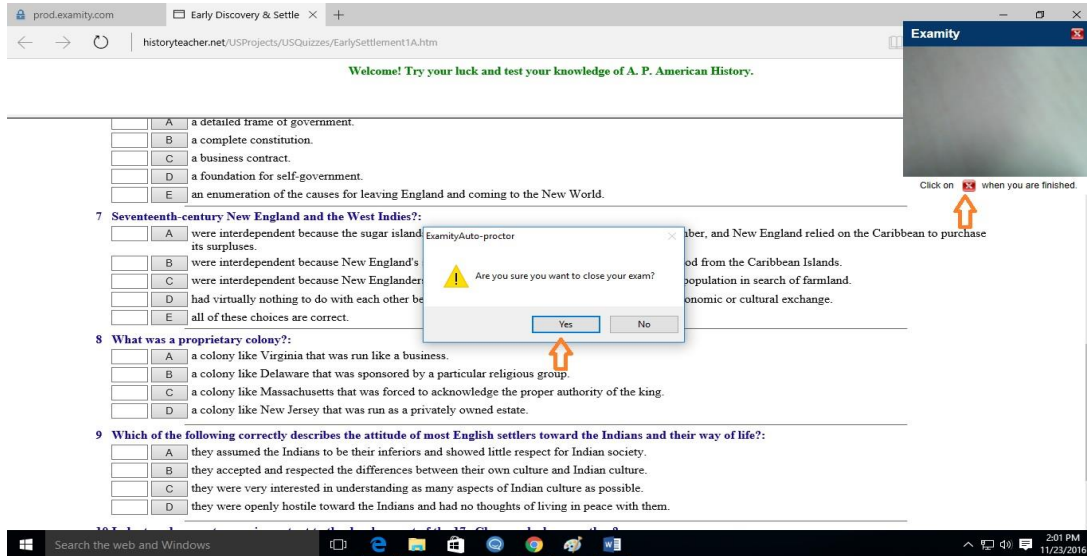 prod.examity.com
Early Discovery & Settle
historyteacher.net/USProjects/USQuizzes/EarlySettlement1A.htm
Examity
Welcome! Try your luck and test your knowledge of A. P. American History.
A a detailed frame of government.
B a complete constitution.
C a business contract.
D a foundation for self-government.
E an enumeration of the causes for leaving England and coming to the New World.
Click on when you are finished.
7 Seventeenth-century New England and the West Indies?:
A were interdependent because the sugar island ber, and New England relied on the Caribbean to purchase
its surpluses.
B were interdependent because New England's od from the Caribbean Islands.
C were interdependent because New Englander population in search of farmland.
D had virtually nothing to do with each other be onomic or cultural exchange.
E all of these choices are correct.
ExamityAuto-proctor
Are you sure you want to close your exam?
Yes No
8 What was a proprietary colony?:
A a colony like Virginia that was run like a business.
B a colony like Delaware that was sponsored by a particular religious group.
C a colony like Massachusetts that was forced to acknowledge the proper authority of the king.
D a colony like New Jersey that was run as a privately owned estate.
9 Which of the following correctly describes the attitude of most English settlers toward the Indians and their way of life?:
A they assumed the Indians to be their inferiors and showed little respect for Indian society.
B they accepted and respected the differences between their own culture and Indian culture.
C they were very interested in understanding as many aspects of Indian culture as possible.
D they were openly hostile toward the Indians and had no thoughts of living in peace with them.
Search the web and Windows
2:01 PM
11/23/2016